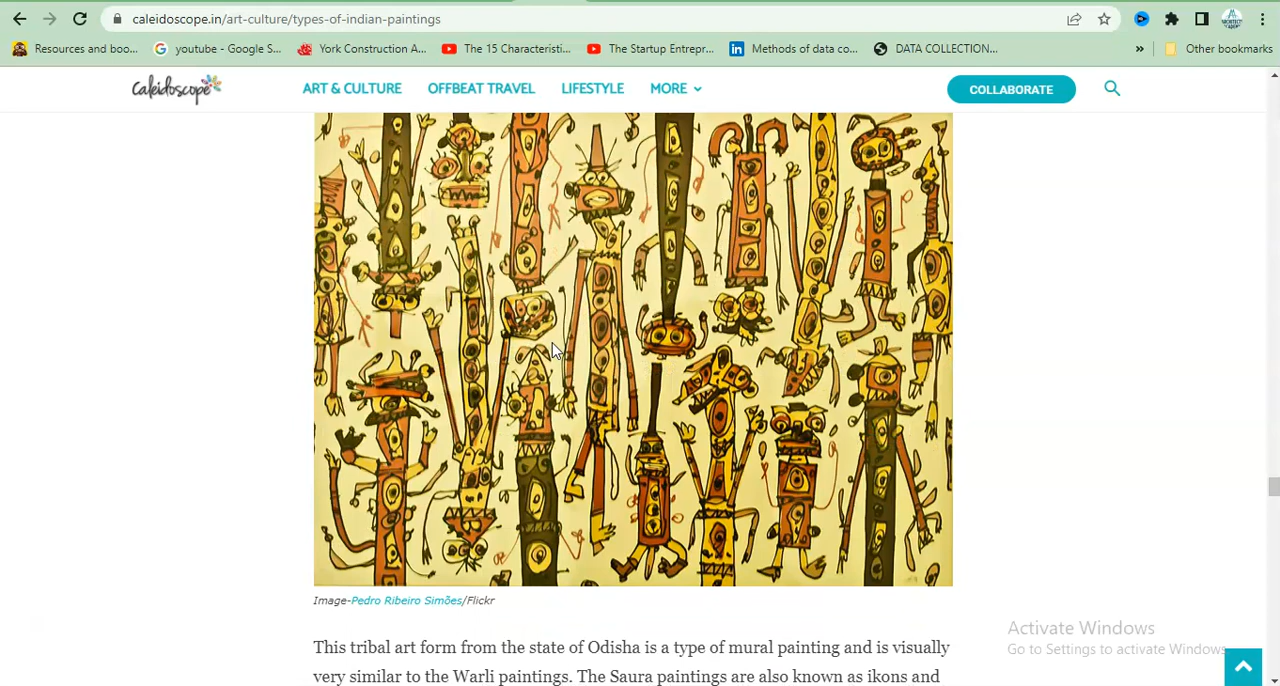 caleidoscope.in/art-culture/types-of-indian-paintings
Resources and boo... youtube - Google S... York Construction A... The 15 Characteristi... The Startup Entrepr... Methods of data co... DATA COLLECTION... » Other bookmarks
Caleidoscope ART & CULTURE OFFBEAT TRAVEL LIFESTYLE MORE COLLABORATE
Image-Pedro Ribeiro Simões/Flickr
This tribal art form from the state of Odisha is a type of mural painting and is visually
very similar to the Warli paintings. The Saura paintings are also known as ikons and
Activate Windows
Go to Settings to activate Windows.